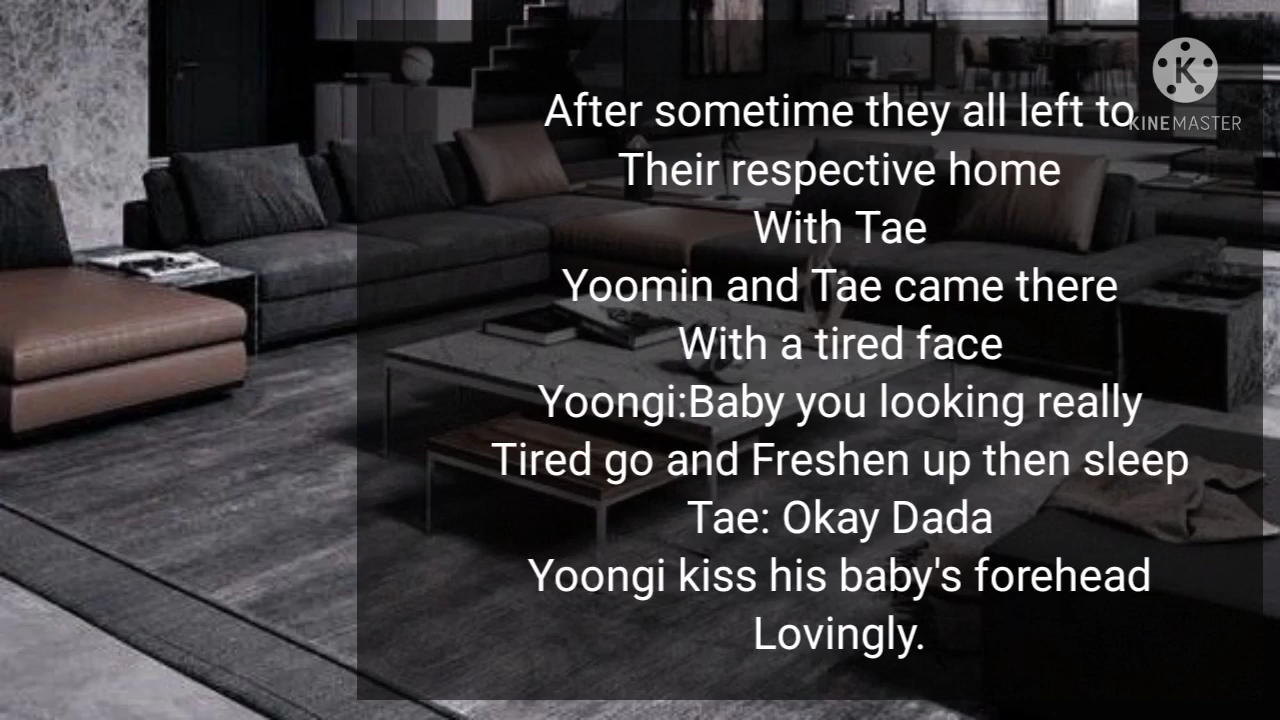 After sometime they all left to
Their respective home
With Tae
Yoomin and Tae came there
With a tired face
Yoongi:Baby you looking really
Tired go and Freshen up then sleep
Tae: Okay Dada
Yoongi kiss his baby's forehead
Lovingly.
K
KINEMASTER